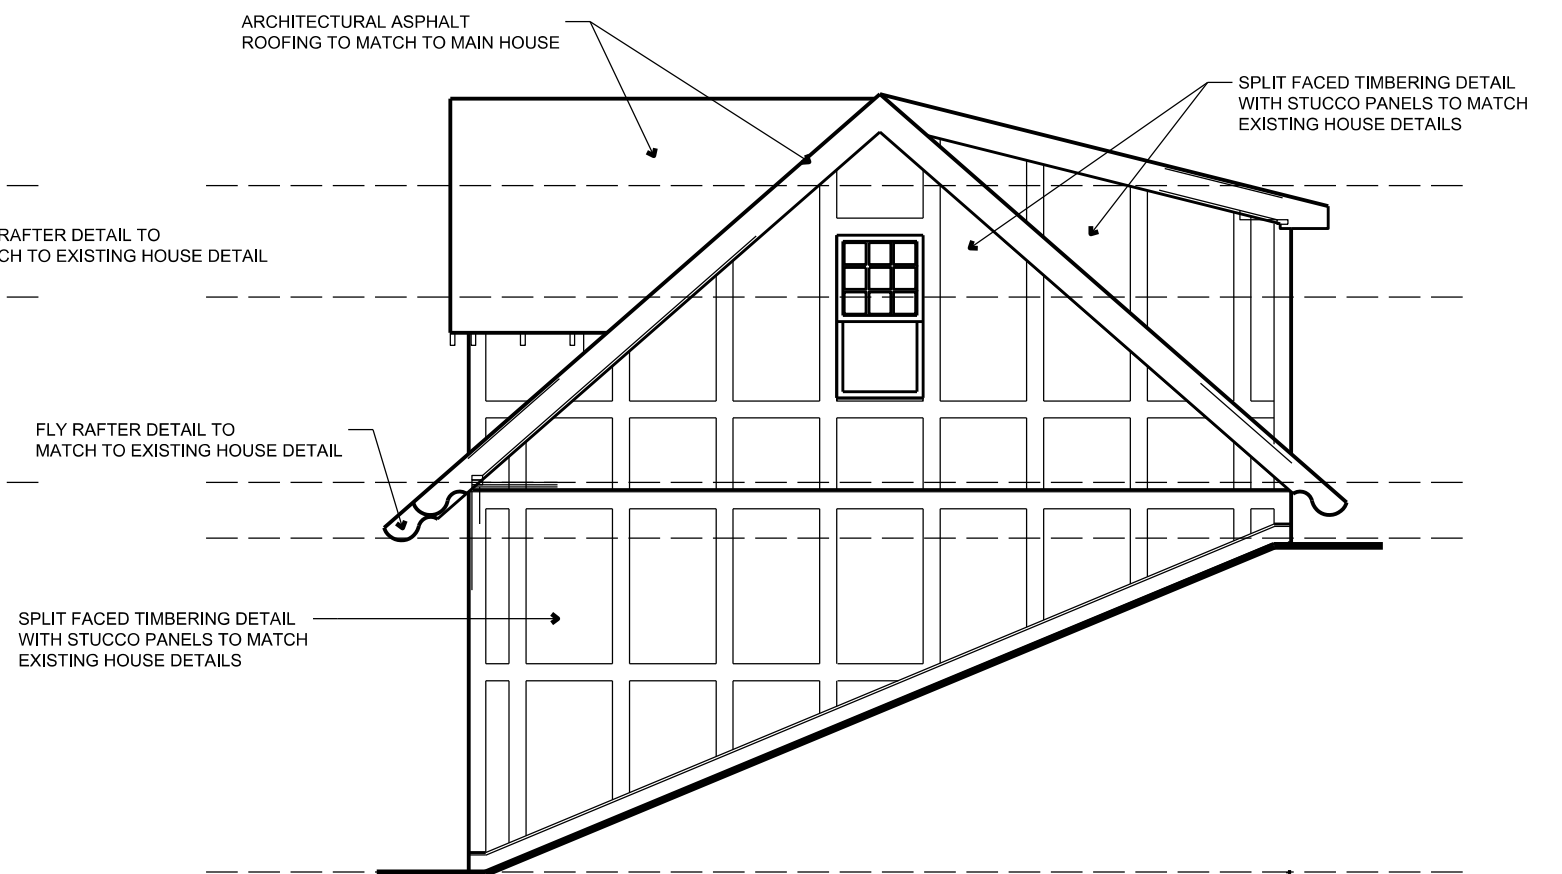 ARCHITECTURAL ASPHALT
ROOFING TO MATCH TO MAIN HOUSE
SPLIT FACED TIMBERING DETAIL
WITH STUCCO PANELS TO MATCH
EXISTING HOUSE DETAILS
RAFTER DETAIL TO
CH TO EXISTING HOUSE DETAIL
FLY RAFTER DETAIL TO
MATCH TO EXISTING HOUSE DETAIL
SPLIT FACED TIMBERING DETAIL
WITH STUCCO PANELS TO MATCH
EXISTING HOUSE DETAILS